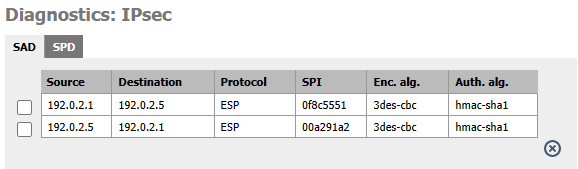 Diagnostics: IPsec
SAD SPD
Source Destination Protocol SPI Enc. alg. Auth. alg.
192.0.2.1 192.0.2.5 ESP 0f8c5551 3des-cbc hmac-sha1
192.0.2.5 192.0.2.1 ESP 00a291a2 3des-cbc hmac-sha1